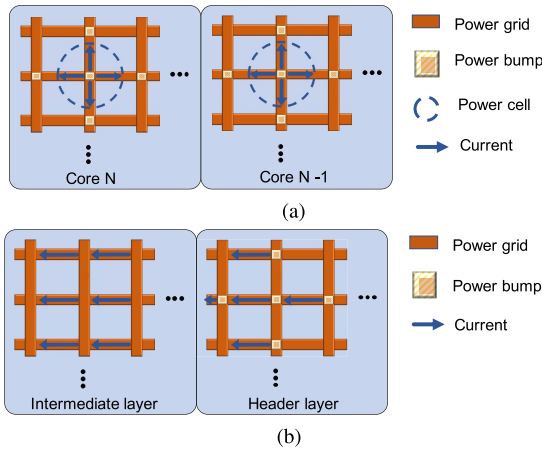 Power grid
Power bump
Power cell
Current
Core N
Core N -1
(a)
Power grid
Power bump
Current
Intermediate layer
Header layer
(b)